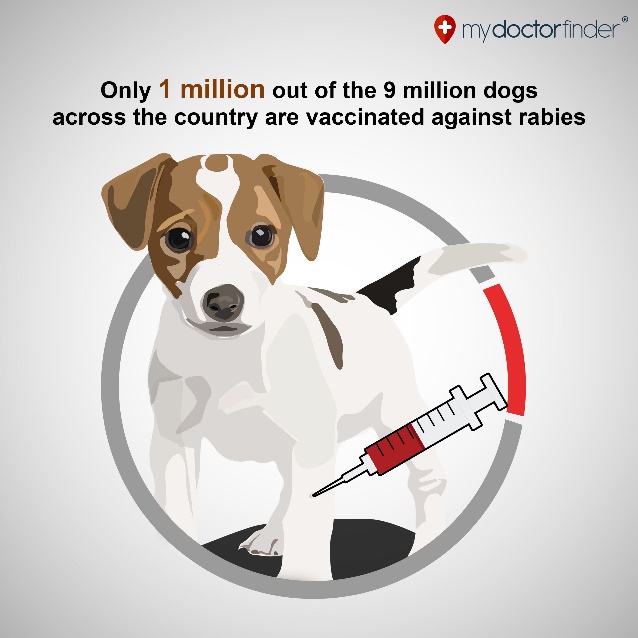 mydoctorfinder®
Only 1 million out of the 9 million dogs
across the country are vaccinated against rabies